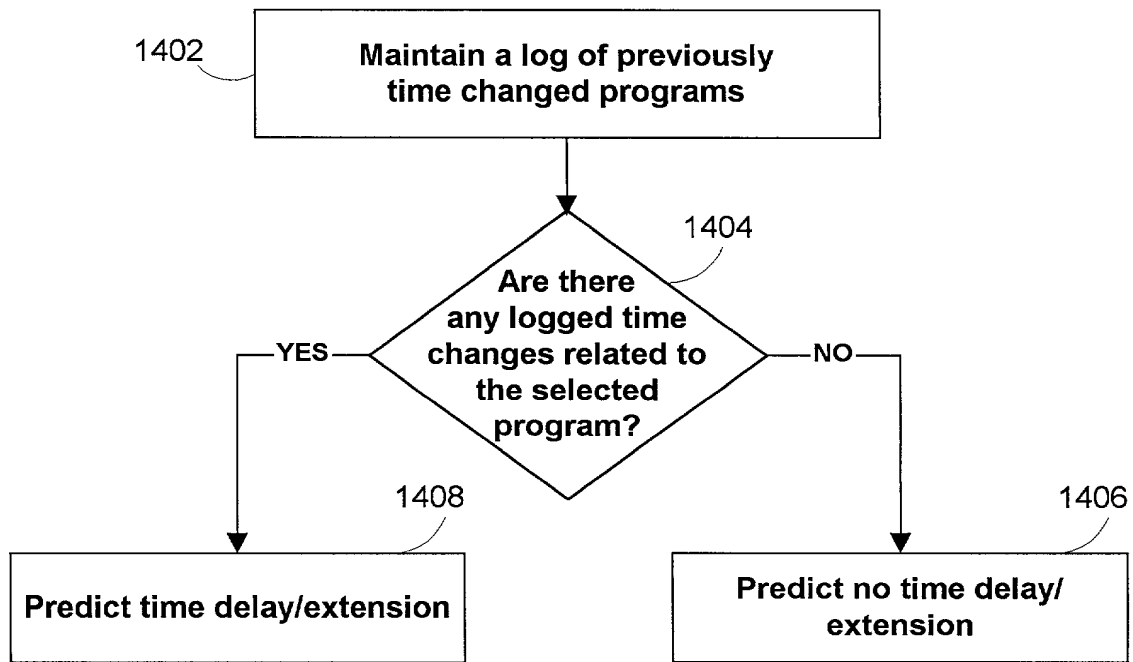 1402
Maintain a log of previously
time changed programs
1404
Are there
any logged time
changes related to
the selected
program?
YES
NO
1408
Predict time delay/extension
1406
Predict no time delay/
extension